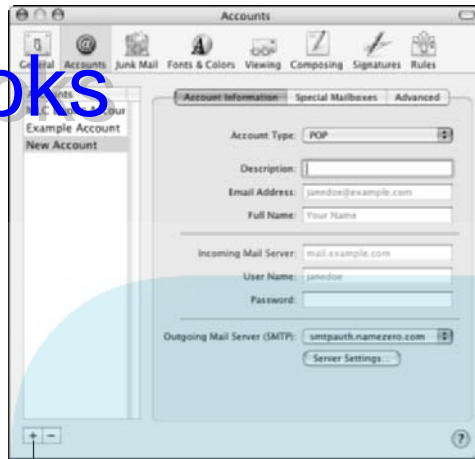 Accounts
General Accounts Junk Mail Fonts & Colors Viewing Composing Signatures Rules
oks
Account Information Special Mailboxes Advanced
Example Account
New Account
Account Type: POP
Description:
Email Address: janedoe@example.com
Full Name: Your Name
Incoming Mail Server: mail.example.com
User Name: janedoe
Password:
Outgoing Mail Server (SMTP): smtpauth.namezero.com
Server Settings...
+ −
?